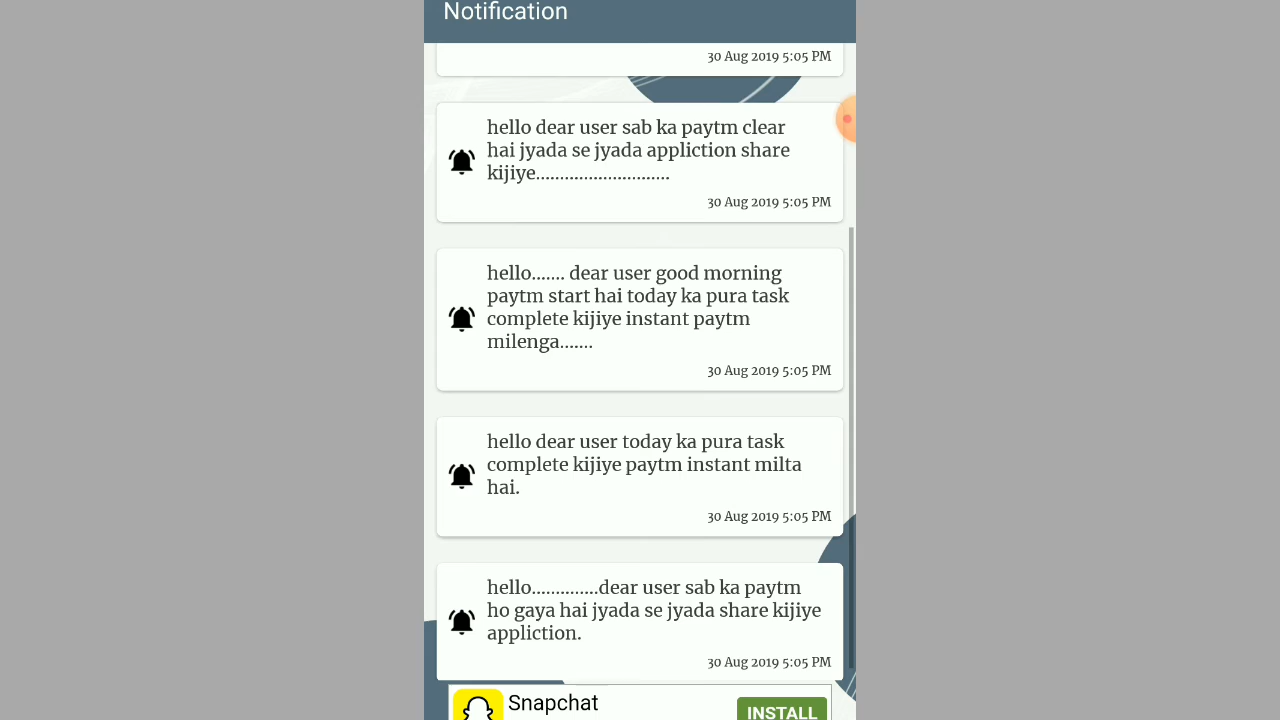 Notification
30 Aug 2019 5:05 PM
hello dear user sab ka paytm clear
hai jyada se jyada appliction share
kijiye............................
30 Aug 2019 5:05 PM
hello....... dear user good morning
paytm start hai today ka pura task
complete kijiye instant paytm
milenga.......
30 Aug 2019 5:05 PM
hello dear user today ka pura task
complete kijiye paytm instant milta
hai.
30 Aug 2019 5:05 PM
hello..............dear user sab ka paytm
ho gaya hai jyada se jyada share kijiye
appliction.
30 Aug 2019 5:05 PM
Snapchat
INSTALL